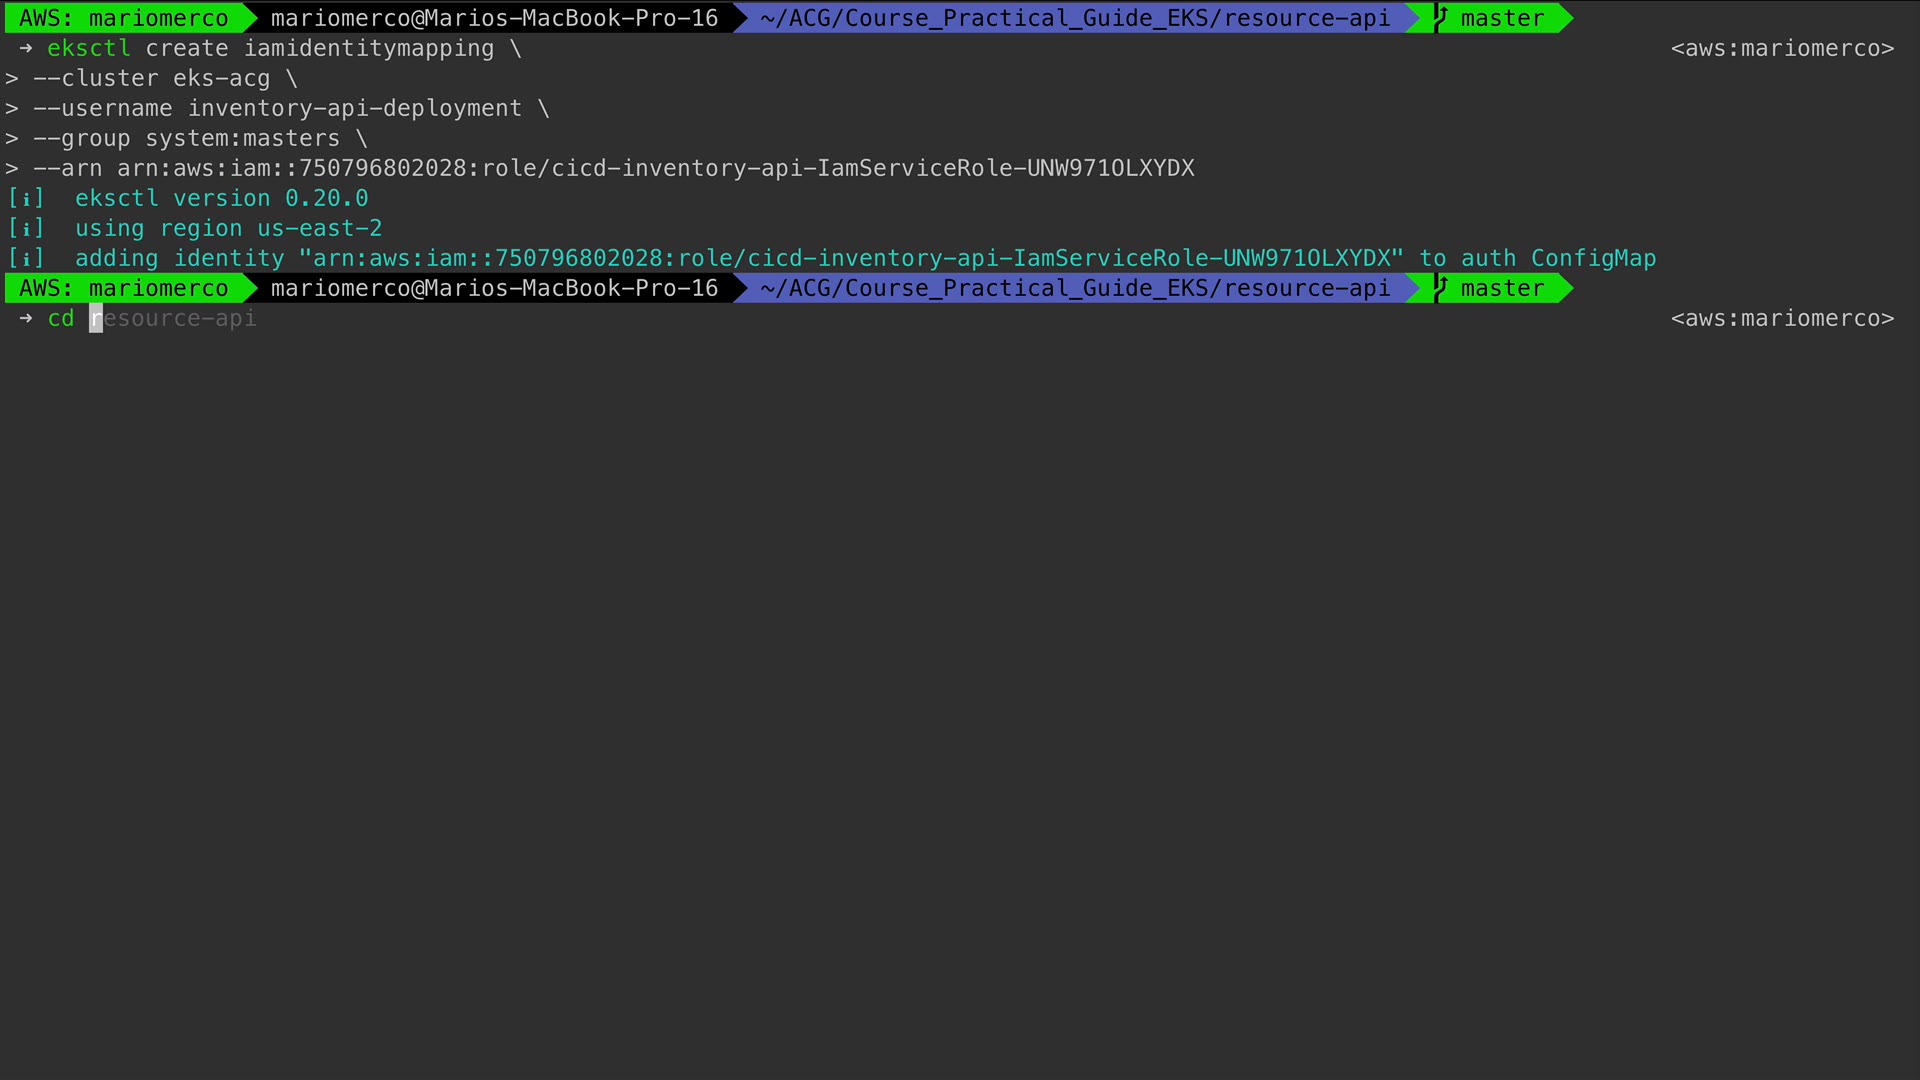 AWS: mariomerco mariomerco@Marios-MacBook-Pro-16 ~/ACG/Course_Practical_Guide_EKS/resource-api master
→ eksctl create iamidentitymapping \ <aws:mariomerco>
> --cluster eks-acg \
> --username inventory-api-deployment \
> --group system:masters \
> --arn arn:aws:iam::750796802028:role/cicd-inventory-api-IamServiceRole-UNW971OLXYDX
[i] eksctl version 0.20.0
[i] using region us-east-2
[i] adding identity "arn:aws:iam::750796802028:role/cicd-inventory-api-IamServiceRole-UNW971OLXYDX" to auth ConfigMap
AWS: mariomerco mariomerco@Marios-MacBook-Pro-16 ~/ACG/Course_Practical_Guide_EKS/resource-api master
→ cd resource-api <aws:mariomerco>